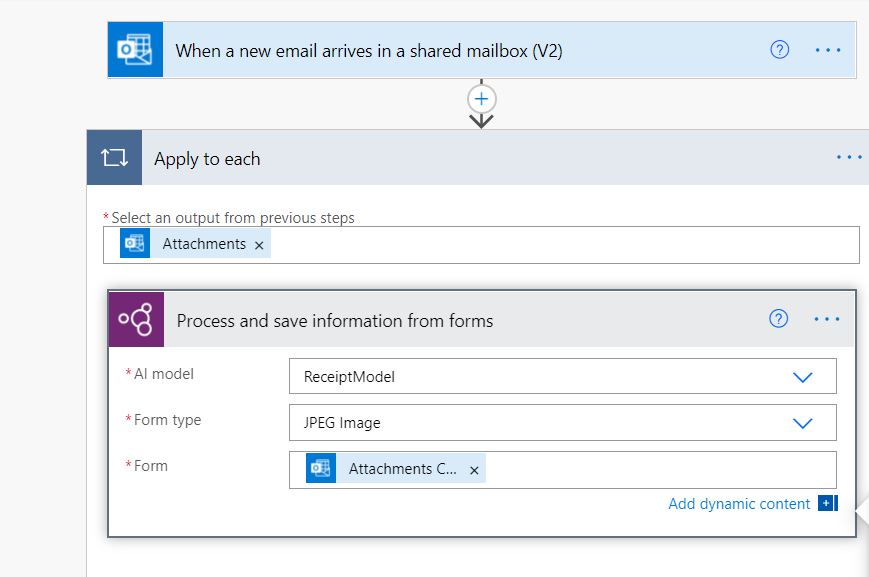 When a new email arrives in a shared mailbox (V2)
Apply to each
* Select an output from previous steps
Attachments ×
Process and save information from forms
* AI model
ReceiptModel
* Form type
JPEG Image
* Form
Attachments C... ×
Add dynamic content